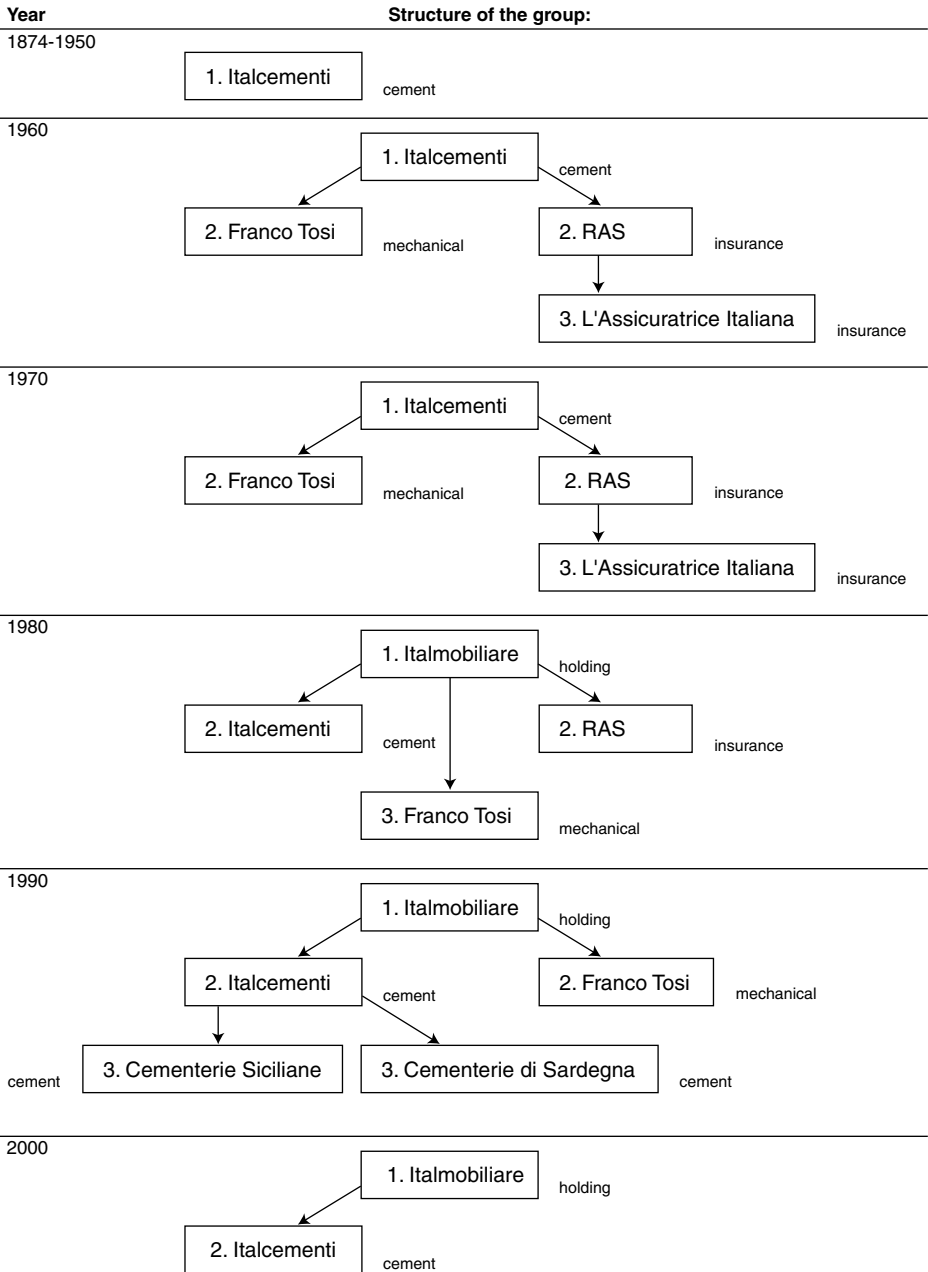 Year Structure of the group:
1874-1950
1. Italcementi cement
1960
1. Italcementi
cement
2. Franco Tosi mechanical 2. RAS insurance
3. L'Assicuratrice Italiana insurance
1970
1. Italcementi
cement
2. Franco Tosi mechanical 2. RAS insurance
3. L'Assicuratrice Italiana insurance
1980
1. Italmobiliare
holding
2. Italcementi cement 2. RAS insurance
3. Franco Tosi mechanical
1990
1. Italmobiliare
holding
2. Italcementi cement 2. Franco Tosi mechanical
cement 3. Cementerie Siciliane 3. Cementerie di Sardegna cement
2000
1. Italmobiliare holding
2. Italcementi cement